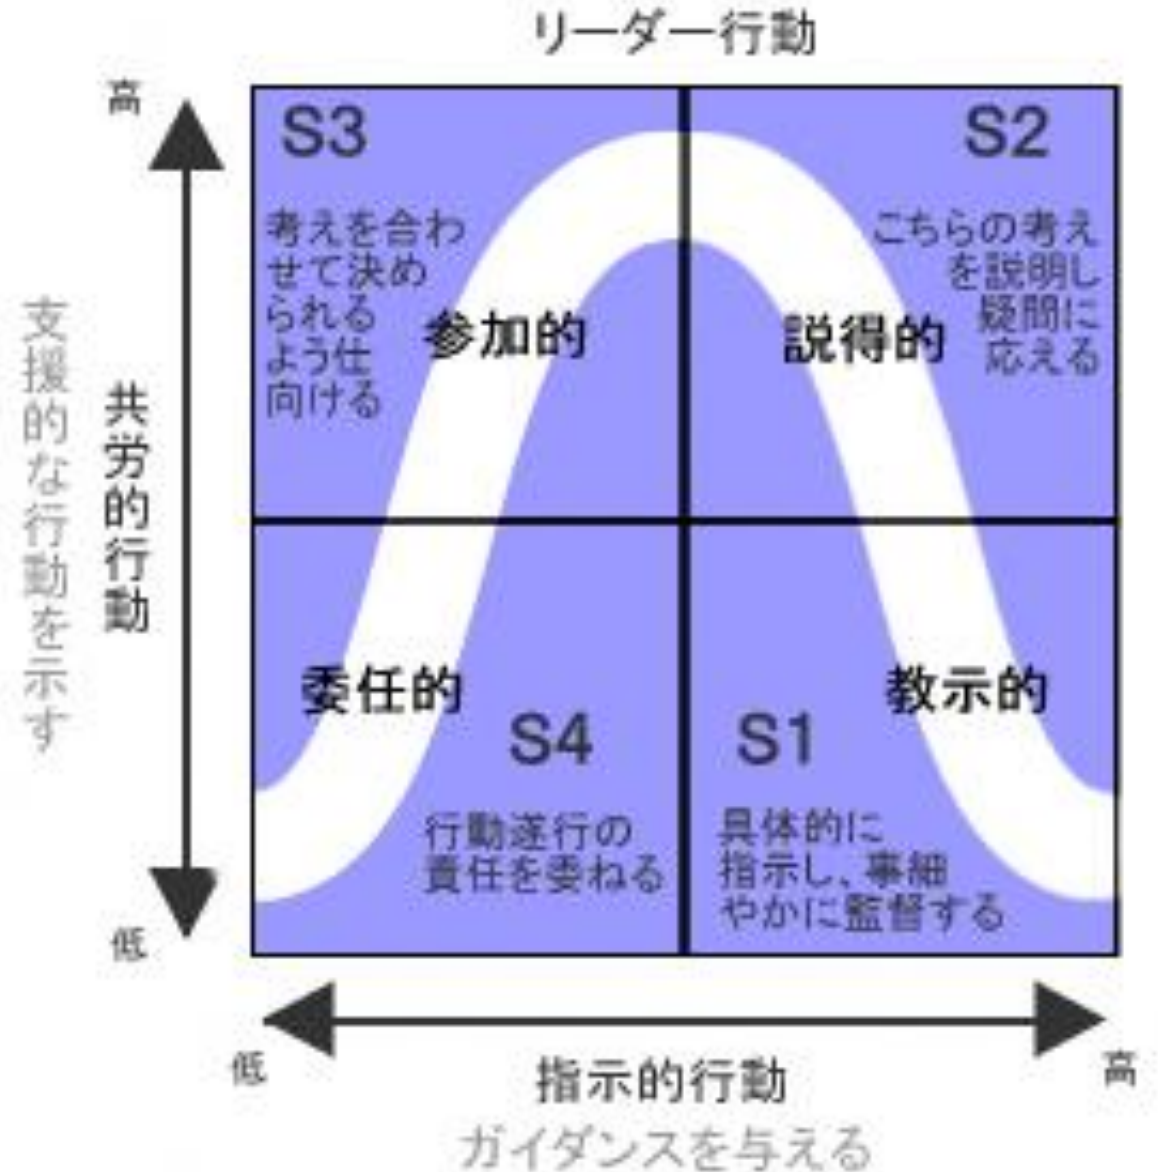 リーダー行動
高
S3
考えを合わ
せて決め
られる
よう仕
向ける
参加的
S2
こちらの考え
を説明し
疑問に
応える
説得的
支援的な行動を示す
共労的行動
委任的
S4
行動遂行の
責任を委ねる
教示的
S1
具体的に
指示し、事細
やかに監督する
低
低
高
指示的行動
ガイダンスを与える